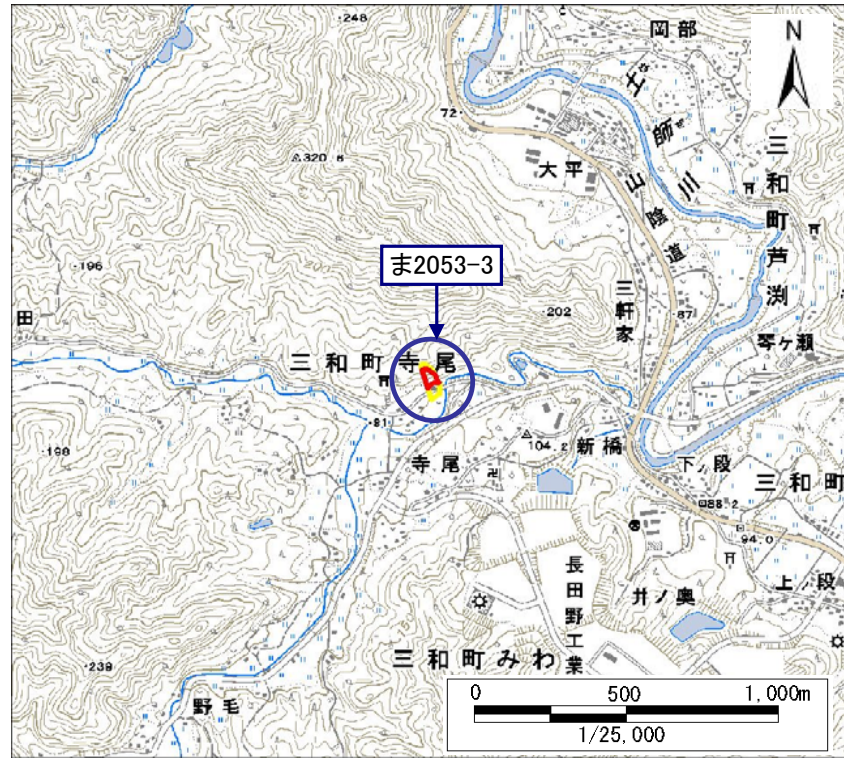 ・248
岡部
N
72
土師川
△320.6
大平
三和町芦渕
山陰道
・196
ま2053-3
三軒家
・202
・87
田
三和町寺尾
琴ヶ瀬
・81
・198
寺尾
△104.2
新橋
下ノ段
三和町
88.2
94.0
井ノ奥
上ノ段
長田野工業
三和町みわ
・239
野毛
0 500 1,000m
1/25,000